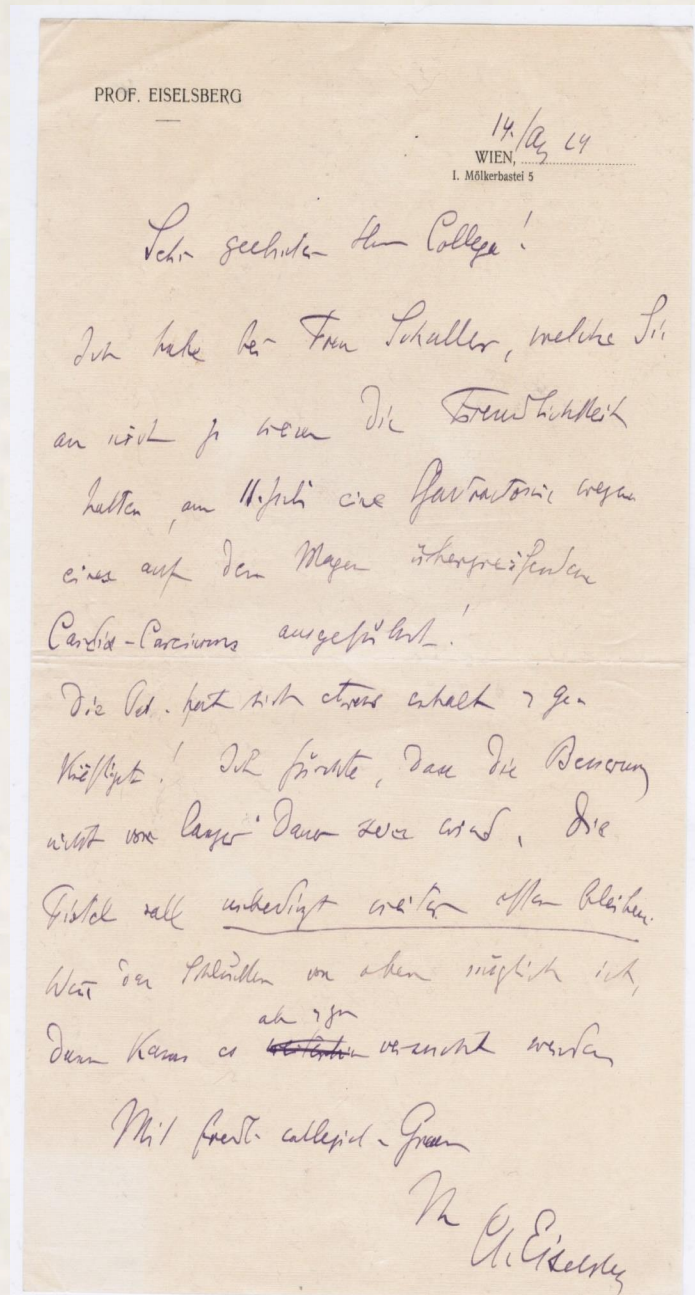 PROF. EISELSBERG
14./Aug 24
WIEN,
I. Mölkerbastei 5
Sehr geehrter Herr College!
Ich habe bei Frau Schaller, welche Sie
an mich zu weisen die Freundlichkeit
hatten, am 11. Juli eine Gastrostomie wegen
eines auf den Magen übergreifenden
Cardia-Carcinoms ausgeführt!
Die Pat. hat sich etwas erholt & ge-
kräftigt! Ich fürchte, dass die Besserung
nicht von langer Dauer sein wird. Die
Fistel soll unbedingt weiter offen bleiben.
Wenn das Schlucken von oben möglich ist,
ab & zu
dann kann es versucht werden
Mit fredl. collegial. Gruss
Ihr
Eiselsberg